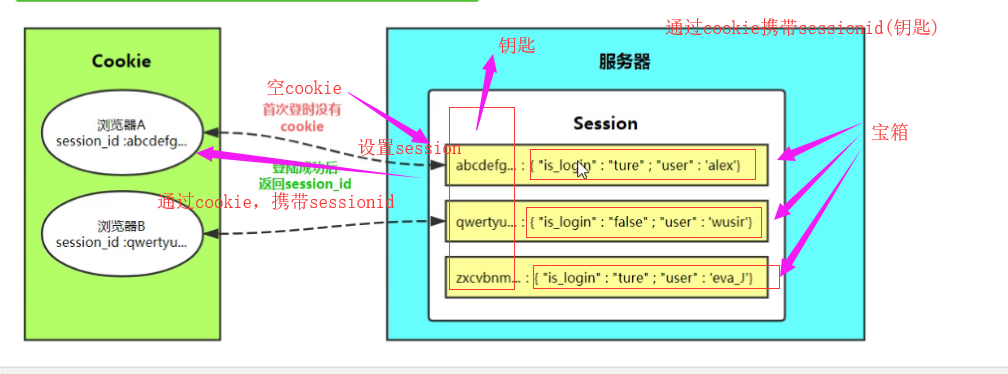 通过cookie携带sessionid(钥匙)
钥匙
Cookie
服务器
空cookie
首次登时没有
cookie
浏览器A
session_id :abcdefg...
Session
宝箱
设置session
abcdefg... : { "is_login" : "ture" ; "user" : 'alex'}
登陆成功后
返回session_id
通过cookie，携带sessionid
浏览器B
session_id :qwertyu...
qwertyu... : { "is_login" : "false" ; "user" : 'wusir'}
zxcvbnm... : { "is_login" : "ture" ; "user" : 'eva_J'}